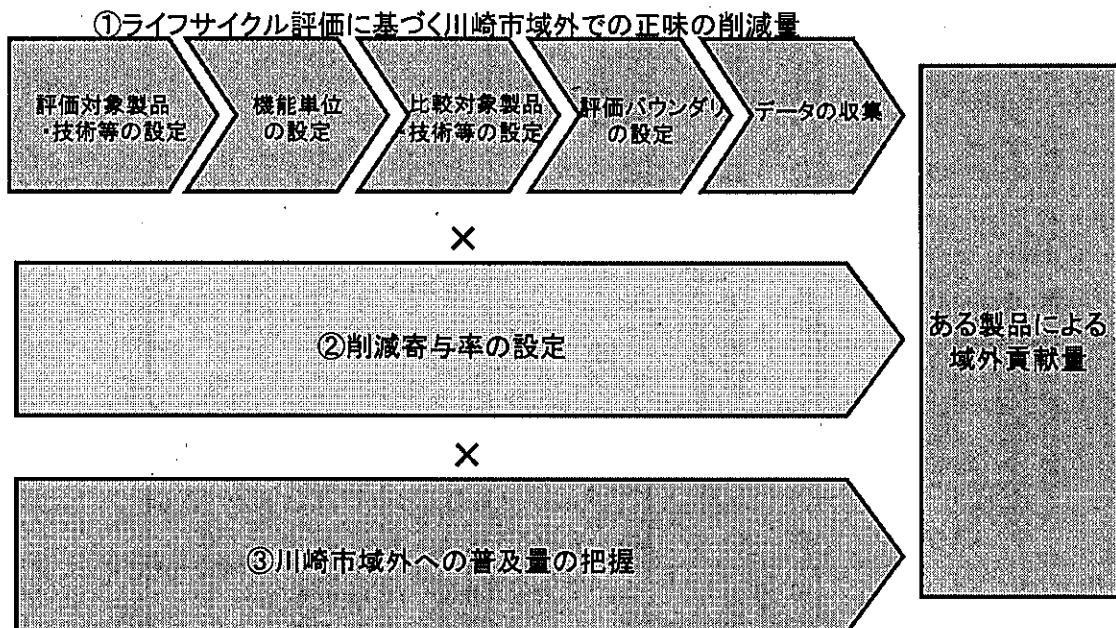 ①ライフサイクル評価に基づく川崎市域外での正味の削減量
評価対象製品
・技術等の設定
機能単位
の設定
比較対象製品
・技術等の設定
評価バウンダリ
の設定
データの収集
×
②削減寄与率の設定
×
③川崎市域外への普及量の把握
ある製品による
域外貢献量